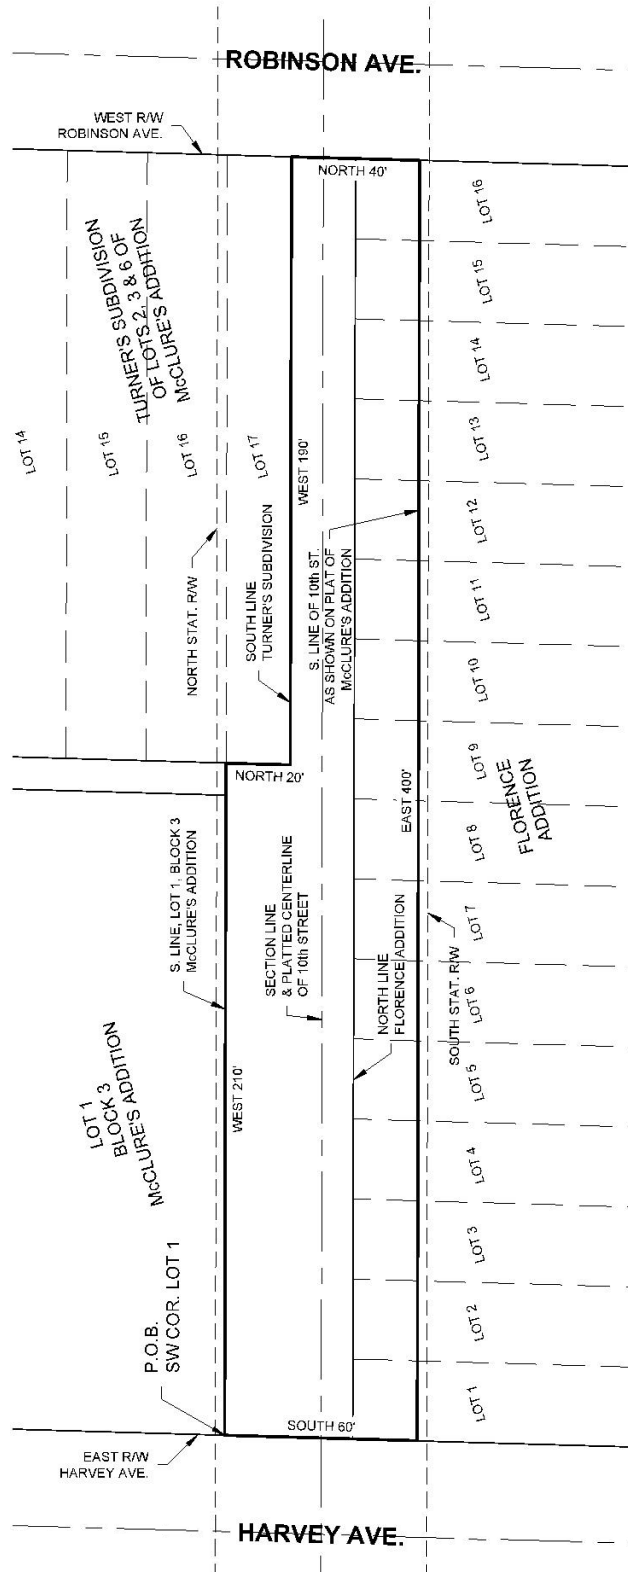 ROBINSON AVE.
WEST R/W
ROBINSON AVE.
NORTH 40'
LOT 16
LOT 15
LOT 14
LOT 13
LOT 12
LOT 11
LOT 10
LOT 9
LOT 8
LOT 7
LOT 6
LOT 5
LOT 4
LOT 3
LOT 2
LOT 1
TURNER'S SUBDIVISION
OF LOTS 2, 3 & 6 OF
McCLURE'S ADDITION
LOT 14
LOT 15
LOT 16
LOT 17
WEST 190'
NORTH STAT. R/W
SOUTH LINE
TURNER'S SUBDIVISION
S. LINE OF 10th ST.
AS SHOWN ON PLAT OF
McCLURE'S ADDITION
NORTH 20'
EAST 400'
FLORENCE
ADDITION
S. LINE, LOT 1, BLOCK 3
McCLURE'S ADDITION
SECTION LINE
& PLATTED CENTERLINE
OF 10th STREET
NORTH LINE
FLORENCE ADDITION
SOUTH STAT. R/W
LOT 1
BLOCK 3
McCLURE'S ADDITION
WEST 210'
P.O.B.
SW COR. LOT 1
SOUTH 60'
EAST R/W
HARVEY AVE.
HARVEY AVE.